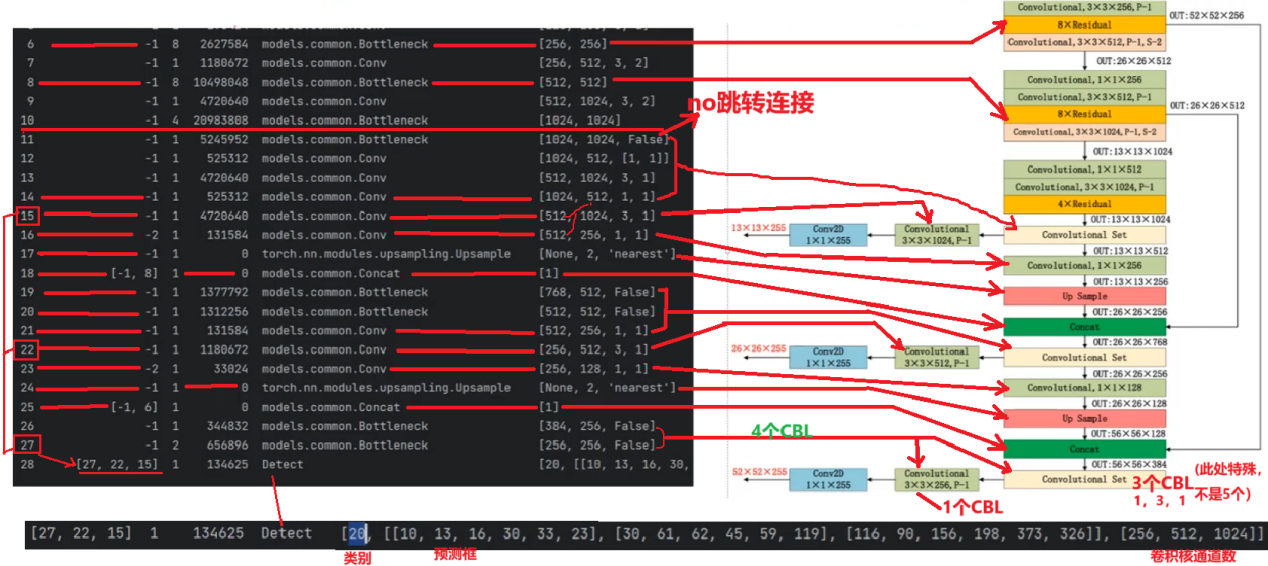 6 -1 8 2627584 models.common.Bottleneck [256, 256]
7 -1 1 1180672 models.common.Conv [256, 512, 3, 2]
8 -1 8 10498048 models.common.Bottleneck [512, 512]
9 -1 1 4720640 models.common.Conv [512, 1024, 3, 2]
10 -1 4 20983808 models.common.Bottleneck [1024, 1024]
11 -1 1 5245952 models.common.Bottleneck [1024, 1024, False]
12 -1 1 525312 models.common.Conv [1024, 512, [1, 1]]
13 -1 1 4720640 models.common.Conv [512, 1024, 3, 1]
14 -1 1 525312 models.common.Conv [1024, 512, 1, 1]
15 -1 1 4720640 models.common.Conv [512, 1024, 3, 1]
16 -2 1 131584 models.common.Conv [512, 256, 1, 1]
17 -1 1 0 torch.nn.modules.upsampling.Upsample [None, 2, 'nearest']
18 [-1, 8] 1 0 models.common.Concat [1]
19 -1 1 1377792 models.common.Bottleneck [768, 512, False]
20 -1 1 1312256 models.common.Bottleneck [512, 512, False]
21 -1 1 131584 models.common.Conv [512, 256, 1, 1]
22 -1 1 1180672 models.common.Conv [256, 512, 3, 1]
23 -2 1 33024 models.common.Conv [256, 128, 1, 1]
24 -1 1 0 torch.nn.modules.upsampling.Upsample [None, 2, 'nearest']
25 [-1, 6] 1 0 models.common.Concat [1]
26 -1 1 344832 models.common.Bottleneck [384, 256, False]
27 -1 2 656896 models.common.Bottleneck [256, 256, False]
28 [27, 22, 15] 1 134625 Detect [20, [[10, 13, 16, 30,
no跳转连接
4个CBL
Convolutional, 3×3×256, P-1
OUT:52×52×256
8×Residual
Convolutional, 3×3×512, P-1, S-2
OUT:26×26×512
Convolutional, 1×1×256
Convolutional, 3×3×512, P-1
OUT:26×26×512
8×Residual
Convolutional, 3×3×1024, P-1, S-2
OUT:13×13×1024
Convolutional, 1×1×512
Convolutional, 3×3×1024, P-1
4×Residual
OUT:13×13×1024
13×13×255
Conv2D
1×1×255
Convolutional
3×3×1024, P-1
Convolutional Set
OUT:13×13×512
Convolutional, 1×1×256
OUT:13×13×256
Up Sample
OUT:26×26×256
Concat
OUT:26×26×768
26×26×255
Conv2D
1×1×255
Convolutional
3×3×512, P-1
Convolutional Set
OUT:26×26×256
Convolutional, 1×1×128
OUT:26×26×128
Up Sample
OUT:56×56×128
Concat
OUT:56×56×384
52×52×255
Conv2D
1×1×255
Convolutional
3×3×256, P-1
Convolutional Set
3个CBL
1，3，1
(此处特殊，
不是5个)
1个CBL
[27, 22, 15] 1 134625 Detect [20, [[10, 13, 16, 30, 33, 23], [30, 61, 62, 45, 59, 119], [116, 90, 156, 198, 373, 326]], [256, 512, 1024]]
类别
预测框
卷积核通道数